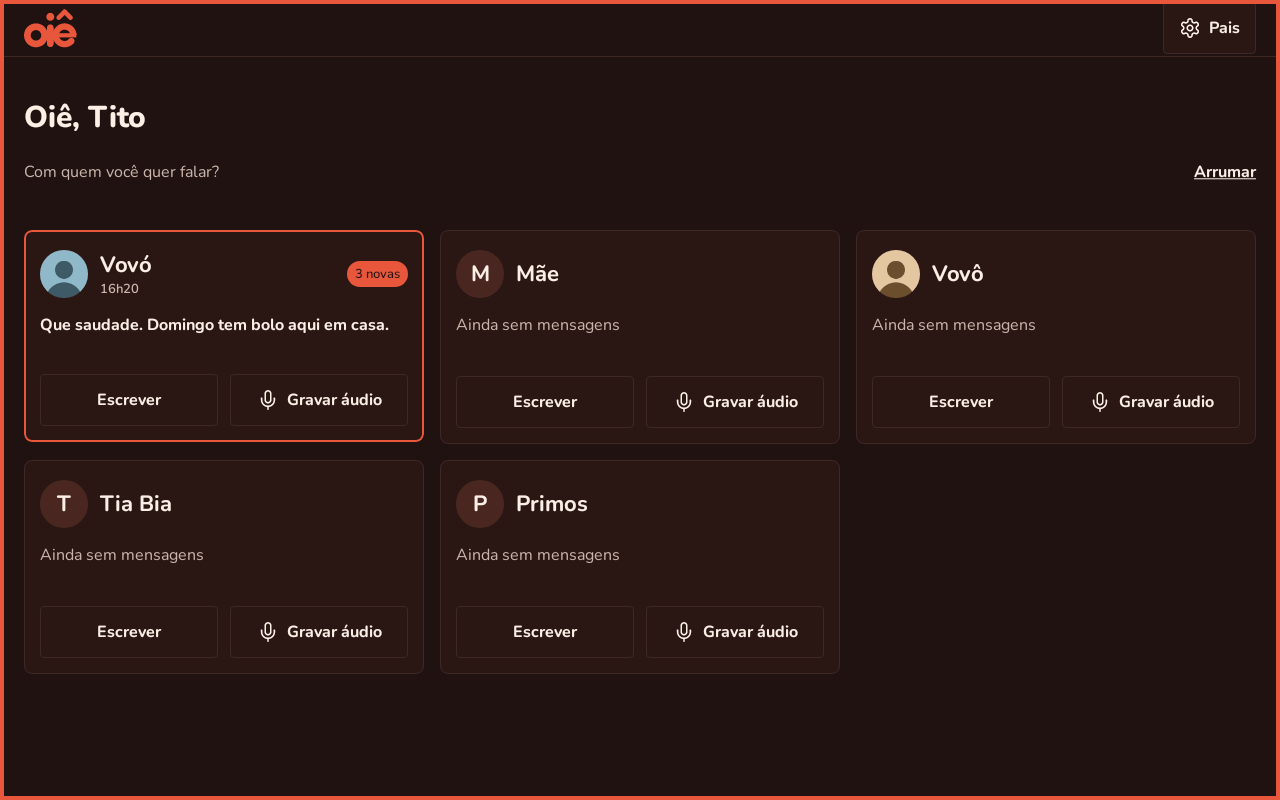 oiê
Pais
Oiê, Tito
Com quem você quer falar?
Arrumar
Vovó
16h20
3 novas
Que saudade. Domingo tem bolo aqui em casa.
Escrever
Gravar áudio
M
Mãe
Ainda sem mensagens
Escrever
Gravar áudio
Vovô
Ainda sem mensagens
Escrever
Gravar áudio
T
Tia Bia
Ainda sem mensagens
Escrever
Gravar áudio
P
Primos
Ainda sem mensagens
Escrever
Gravar áudio